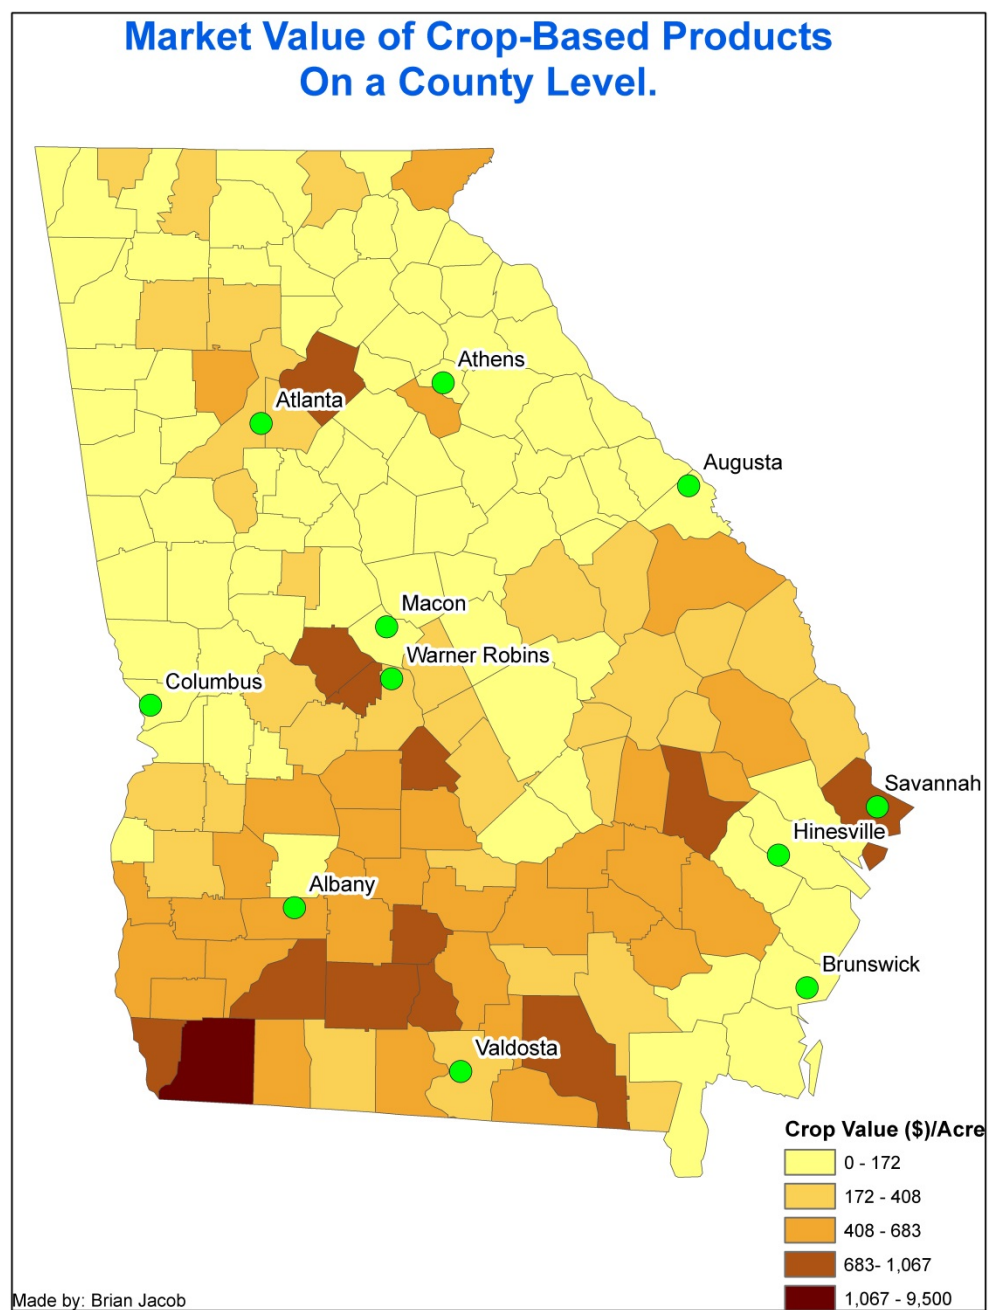 Market Value of Crop-Based Products
On a County Level.
Athens
Atlanta
Augusta
Macon
Warner Robins
Columbus
Savannah
Hinesville
Albany
Brunswick
Valdosta
Crop Value ($)/Acre
0 - 172
172 - 408
408 - 683
683- 1,067
1,067 - 9,500
Made by: Brian Jacob